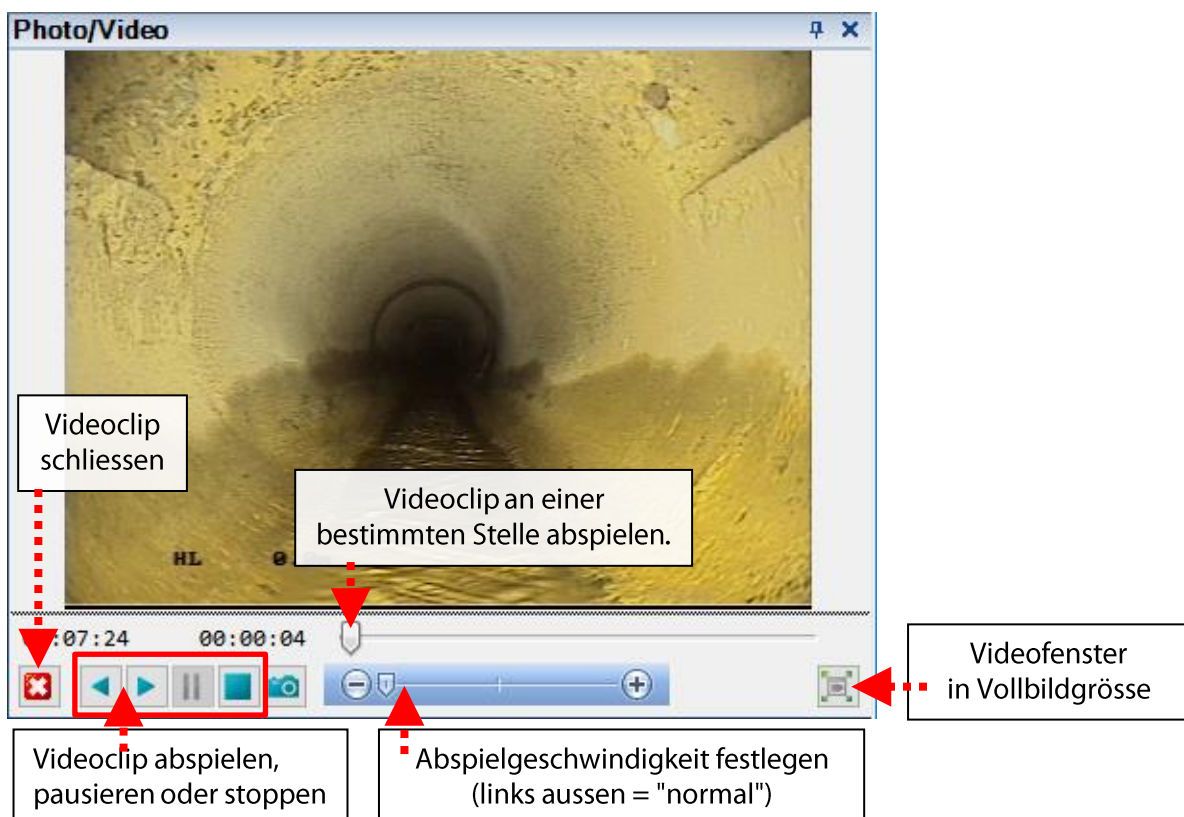 Photo/Video
Videoclip
schliessen
Videoclip an einer
bestimmten Stelle abspielen.
HL
:07:24 00:00:04
Videofenster
in Vollbildgrösse
Videoclip abspielen,
pausieren oder stoppen
Abspielgeschwindigkeit festlegen
(links aussen = "normal")